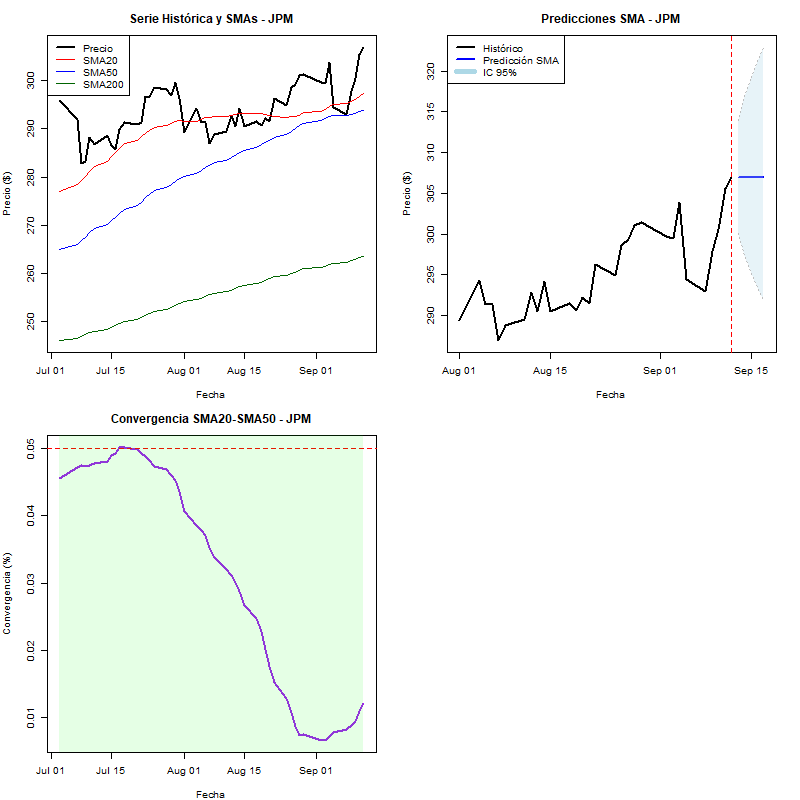 Serie Histórica y SMAs - JPM
Precio
SMA20
SMA50
SMA200
Precio ($)
300
290
280
270
260
250
Jul 01
Jul 15
Aug 01
Aug 15
Sep 01
Fecha
Predicciones SMA - JPM
Histórico
Predicción SMA
IC 95%
Precio ($)
320
315
310
305
300
295
290
Aug 01
Aug 15
Sep 01
Sep 15
Fecha
Convergencia SMA20-SMA50 - JPM
Convergencia (%)
0.05
0.04
0.03
0.02
0.01
Jul 01
Jul 15
Aug 01
Aug 15
Sep 01
Fecha